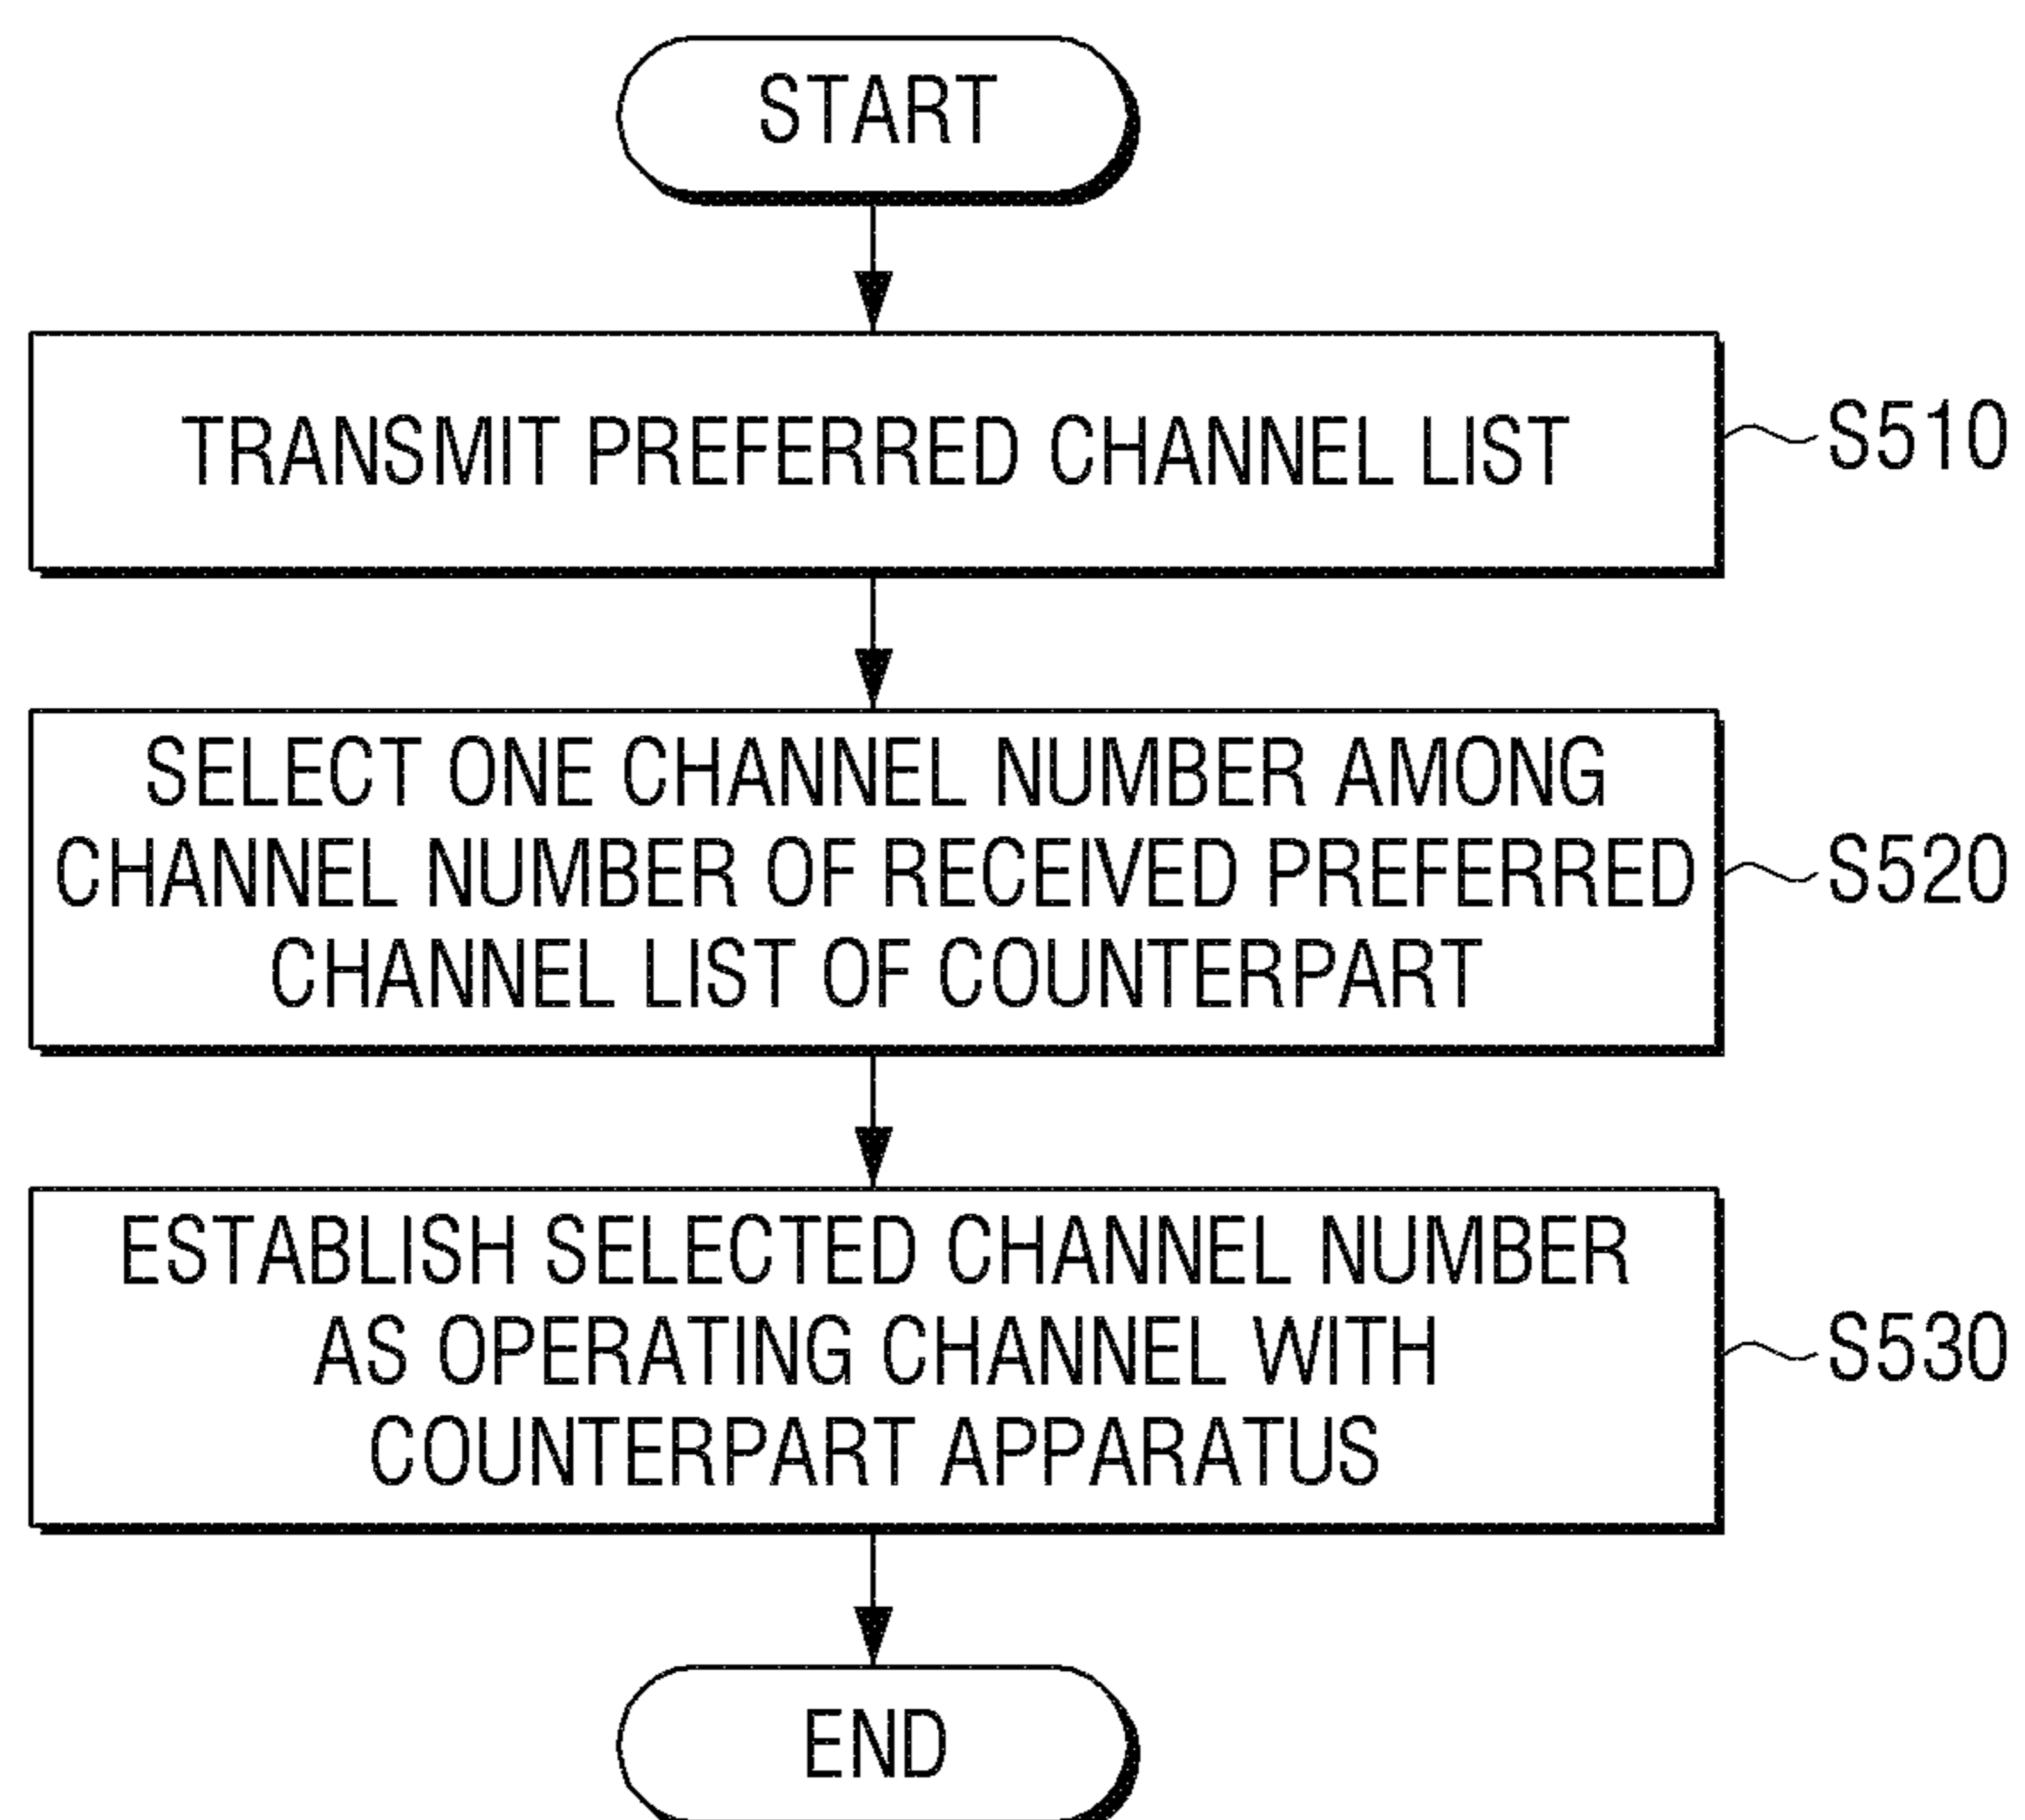 START
TRANSMIT PREFERRED CHANNEL LIST
S510
SELECT ONE CHANNEL NUMBER AMONG
CHANNEL NUMBER OF RECEIVED PREFERRED
CHANNEL LIST OF COUNTERPART
S520
ESTABLISH SELECTED CHANNEL NUMBER
AS OPERATING CHANNEL WITH
COUNTERPART APPARATUS
S530
END